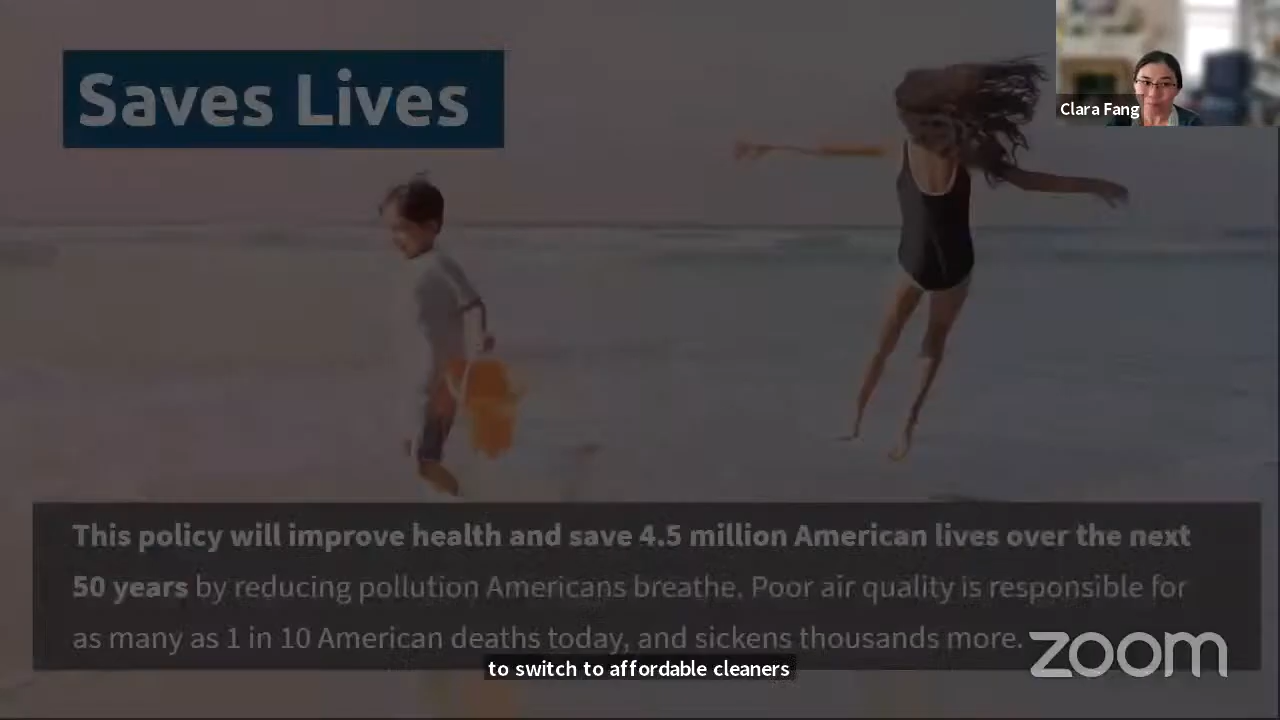 Saves Lives
Clara Fang
This policy will improve health and save 4.5 million American lives over the next
50 years by reducing pollution Americans breathe. Poor air quality is responsible for
as many as 1 in 10 American deaths today, and sickens thousands more.
zoom
to switch to affordable cleaners